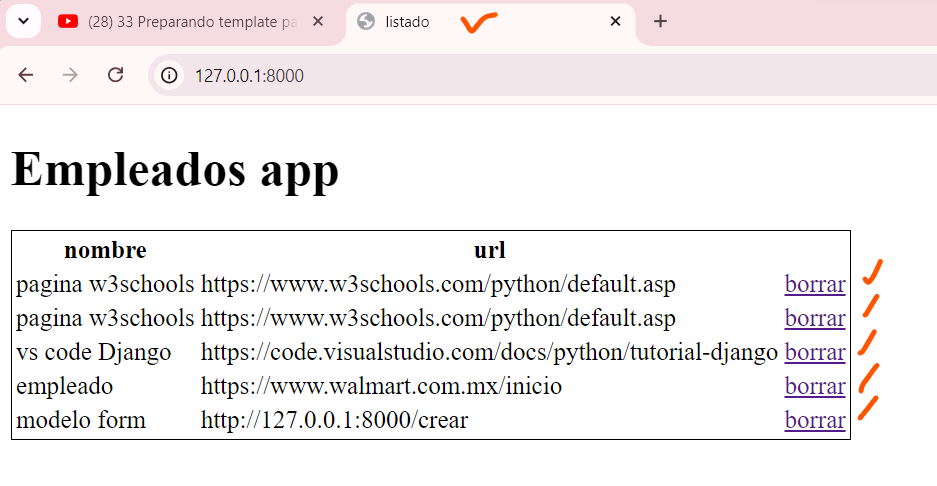 (28) 33 Preparando template pa
listado
127.0.0.1:8000
Empleados app
nombre url
pagina w3schools https://www.w3schools.com/python/default.asp borrar
pagina w3schools https://www.w3schools.com/python/default.asp borrar
vs code Django https://code.visualstudio.com/docs/python/tutorial-django borrar
empleado https://www.walmart.com.mx/inicio borrar
modelo form http://127.0.0.1:8000/crear borrar